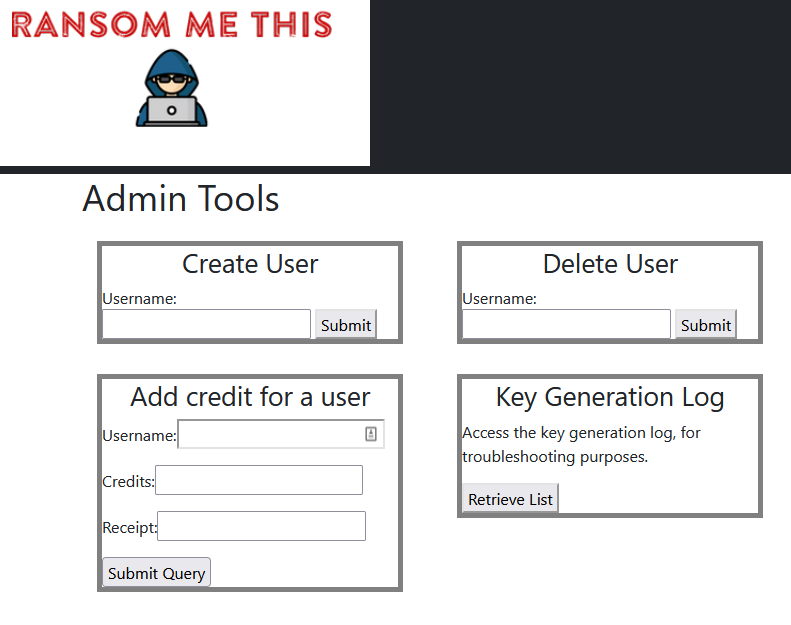 RANSOM ME THIS
Admin Tools
Create User
Username:
Submit
Delete User
Username:
Submit
Add credit for a user
Username:
Credits:
Receipt:
Submit Query
Key Generation Log
Access the key generation log, for
troubleshooting purposes.
Retrieve List